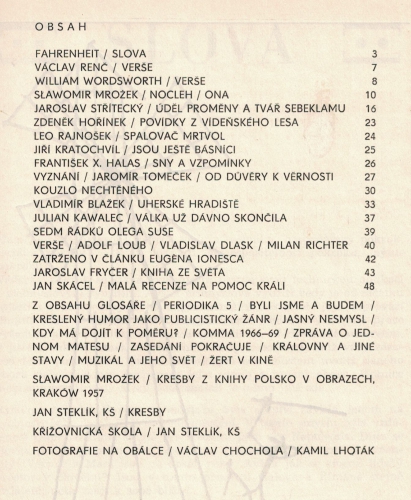 OBSAH
FAHRENHEIT / SLOVA 3
VÁCLAV RENČ / VERŠE 7
WILLIAM WORDSWORTH / VERŠE 8
SŁAWOMIR MROŻEK / NOCLEH / ONA 10
JAROSLAV STŘÍTECKÝ / ÚDĚL PROMĚNY A TVÁŘ SEBEKLAMU 16
ZDENĚK HOŘÍNEK / POVÍDKY Z VÍDEŇSKÉHO LESA 23
LEO RAJNOŠEK / SPALOVAČ MRTVOL 24
JIŘÍ KRATOCHVIL / JSOU JEŠTĚ BÁSNÍCI 25
FRANTIŠEK X. HALAS / SNY A VZPOMÍNKY 26
VYZNÁNÍ / JAROMÍR TOMEČEK / OD DŮVĚRY K VĚRNOSTI 27
KOUZLO NECHTĚNÉHO 30
VLADIMÍR BLAŽEK / UHERSKÉ HRADIŠTĚ 33
JULIAN KAWALEC / VÁLKA UŽ DÁVNO SKONČILA 37
SEDM ŘÁDKŮ OLEGA SUSE 39
VERŠE / ADOLF LOUB / VLADISLAV DLASK / MILAN RICHTER 40
ZATRŽENO V ČLÁNKU EUGÈNA IONESCA 42
JAROSLAV FRYČER / KNIHA ZE SVĚTA 43
JAN SKÁCEL / MALÁ RECENZE NA POMOC KRÁLI 48
Z OBSAHU GLOSÁŘE / PERIODIKA 5 / BYLI JSME A BUDEM /
KRESLENÝ HUMOR JAKO PUBLICISTICKÝ ŽÁNR / JASNÝ NESMYSL /
KDY MÁ DOJÍT K POMĚRU? / KOMMA 1966–69 / ZPRÁVA O JED-
NOM MATESU / ZASEDÁNÍ POKRAČUJE / KRÁLOVNY A JINÉ
STAVY / MUZIKÁL A JEHO SVĚT / ŽERT V KINĚ
SŁAWOMIR MROŻEK / KRESBY Z KNIHY POLSKO V OBRAZECH,
KRAKÓW 1957
JAN STEKLÍK, KŠ / KRESBY
KŘIŽOVNICKÁ ŠKOLA / JAN STEKLÍK, KŠ
FOTOGRAFIE NA OBÁLCE / VÁCLAV CHOCHOLA / KAMIL LHOTÁK